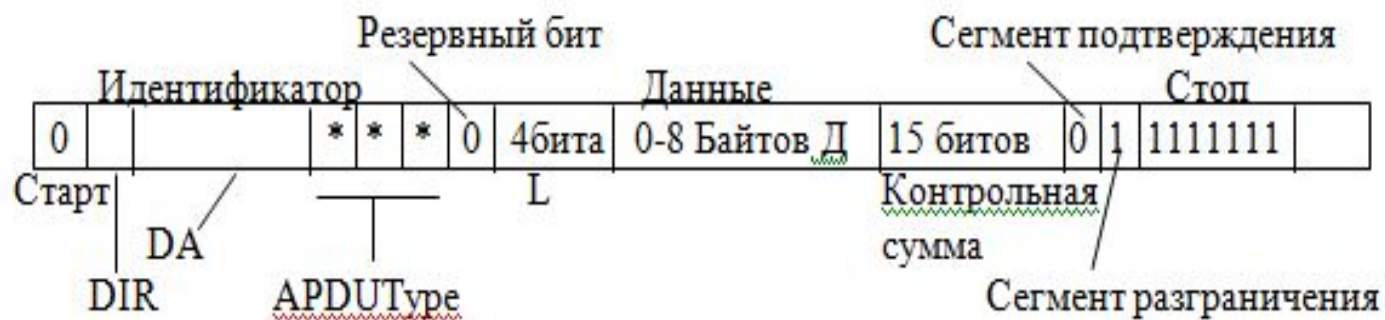 Резервный бит
Сегмент подтверждения
Идентификатор
Данные
Стоп
0 * * * 0 4бита 0-8 Байтов Д 15 битов 0 1 1111111
Старт
L
Контрольная
сумма
DA
DIR
APDUType
Сегмент разграничения